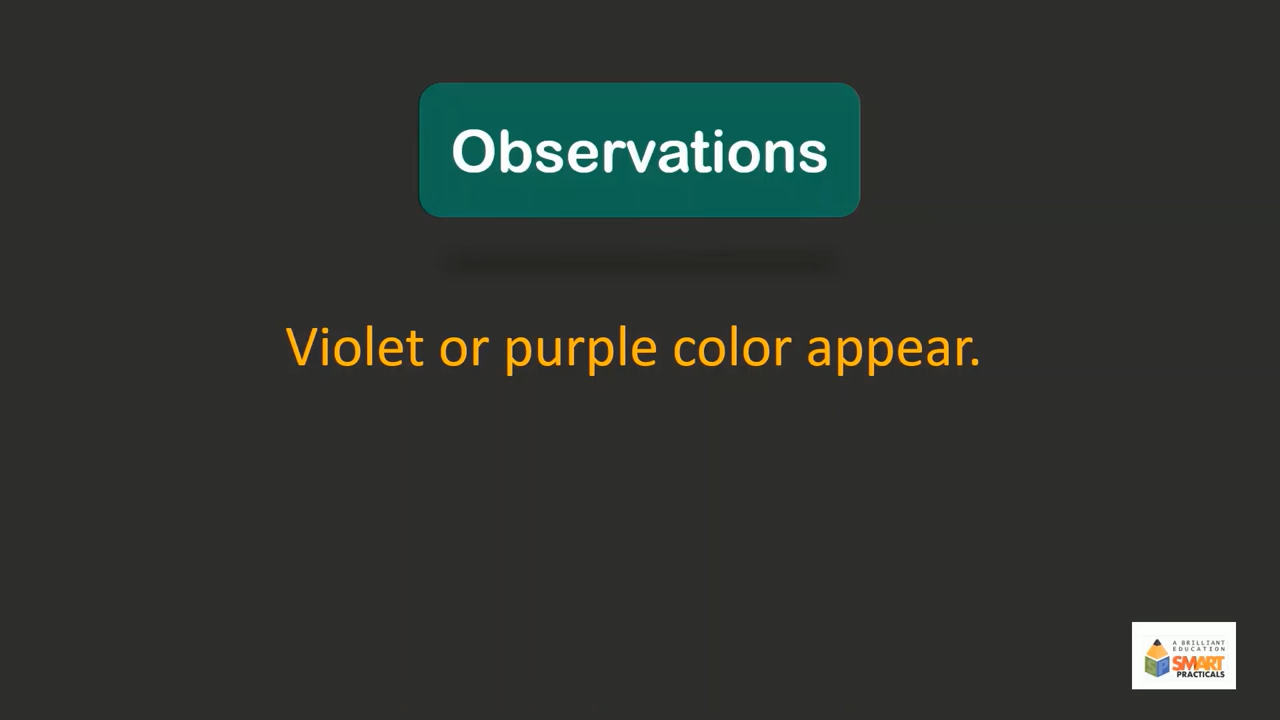 Observations
Violet or purple color appear.
A BRILLIANT
EDUCATION
SMART
PRACTICALS